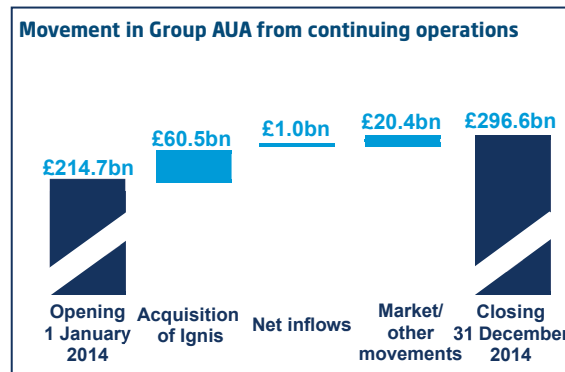 Movement in Group AUA from continuing operations
£214.7bn
£60.5bn
£1.0bn
£20.4bn
£296.6bn
Opening
1 January
2014
Acquisition
of Ignis
Net inflows
Market/
other
movements
Closing
31 December
2014